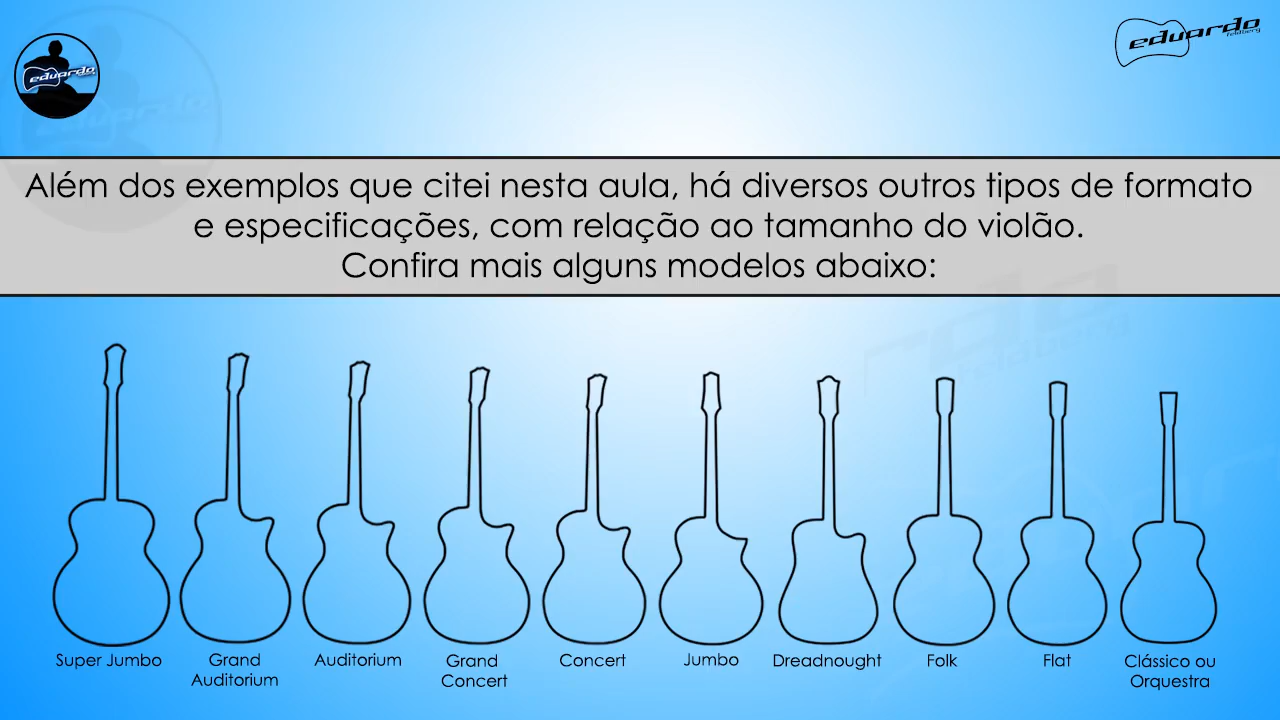 eduardo
eduardo
feldberg
Além dos exemplos que citei nesta aula, há diversos outros tipos de formato
e especificações, com relação ao tamanho do violão.
Confira mais alguns modelos abaixo:
Super Jumbo
Grand
Auditorium
Auditorium
Grand
Concert
Concert
Jumbo
Dreadnought
Folk
Flat
Clássico ou
Orquestra